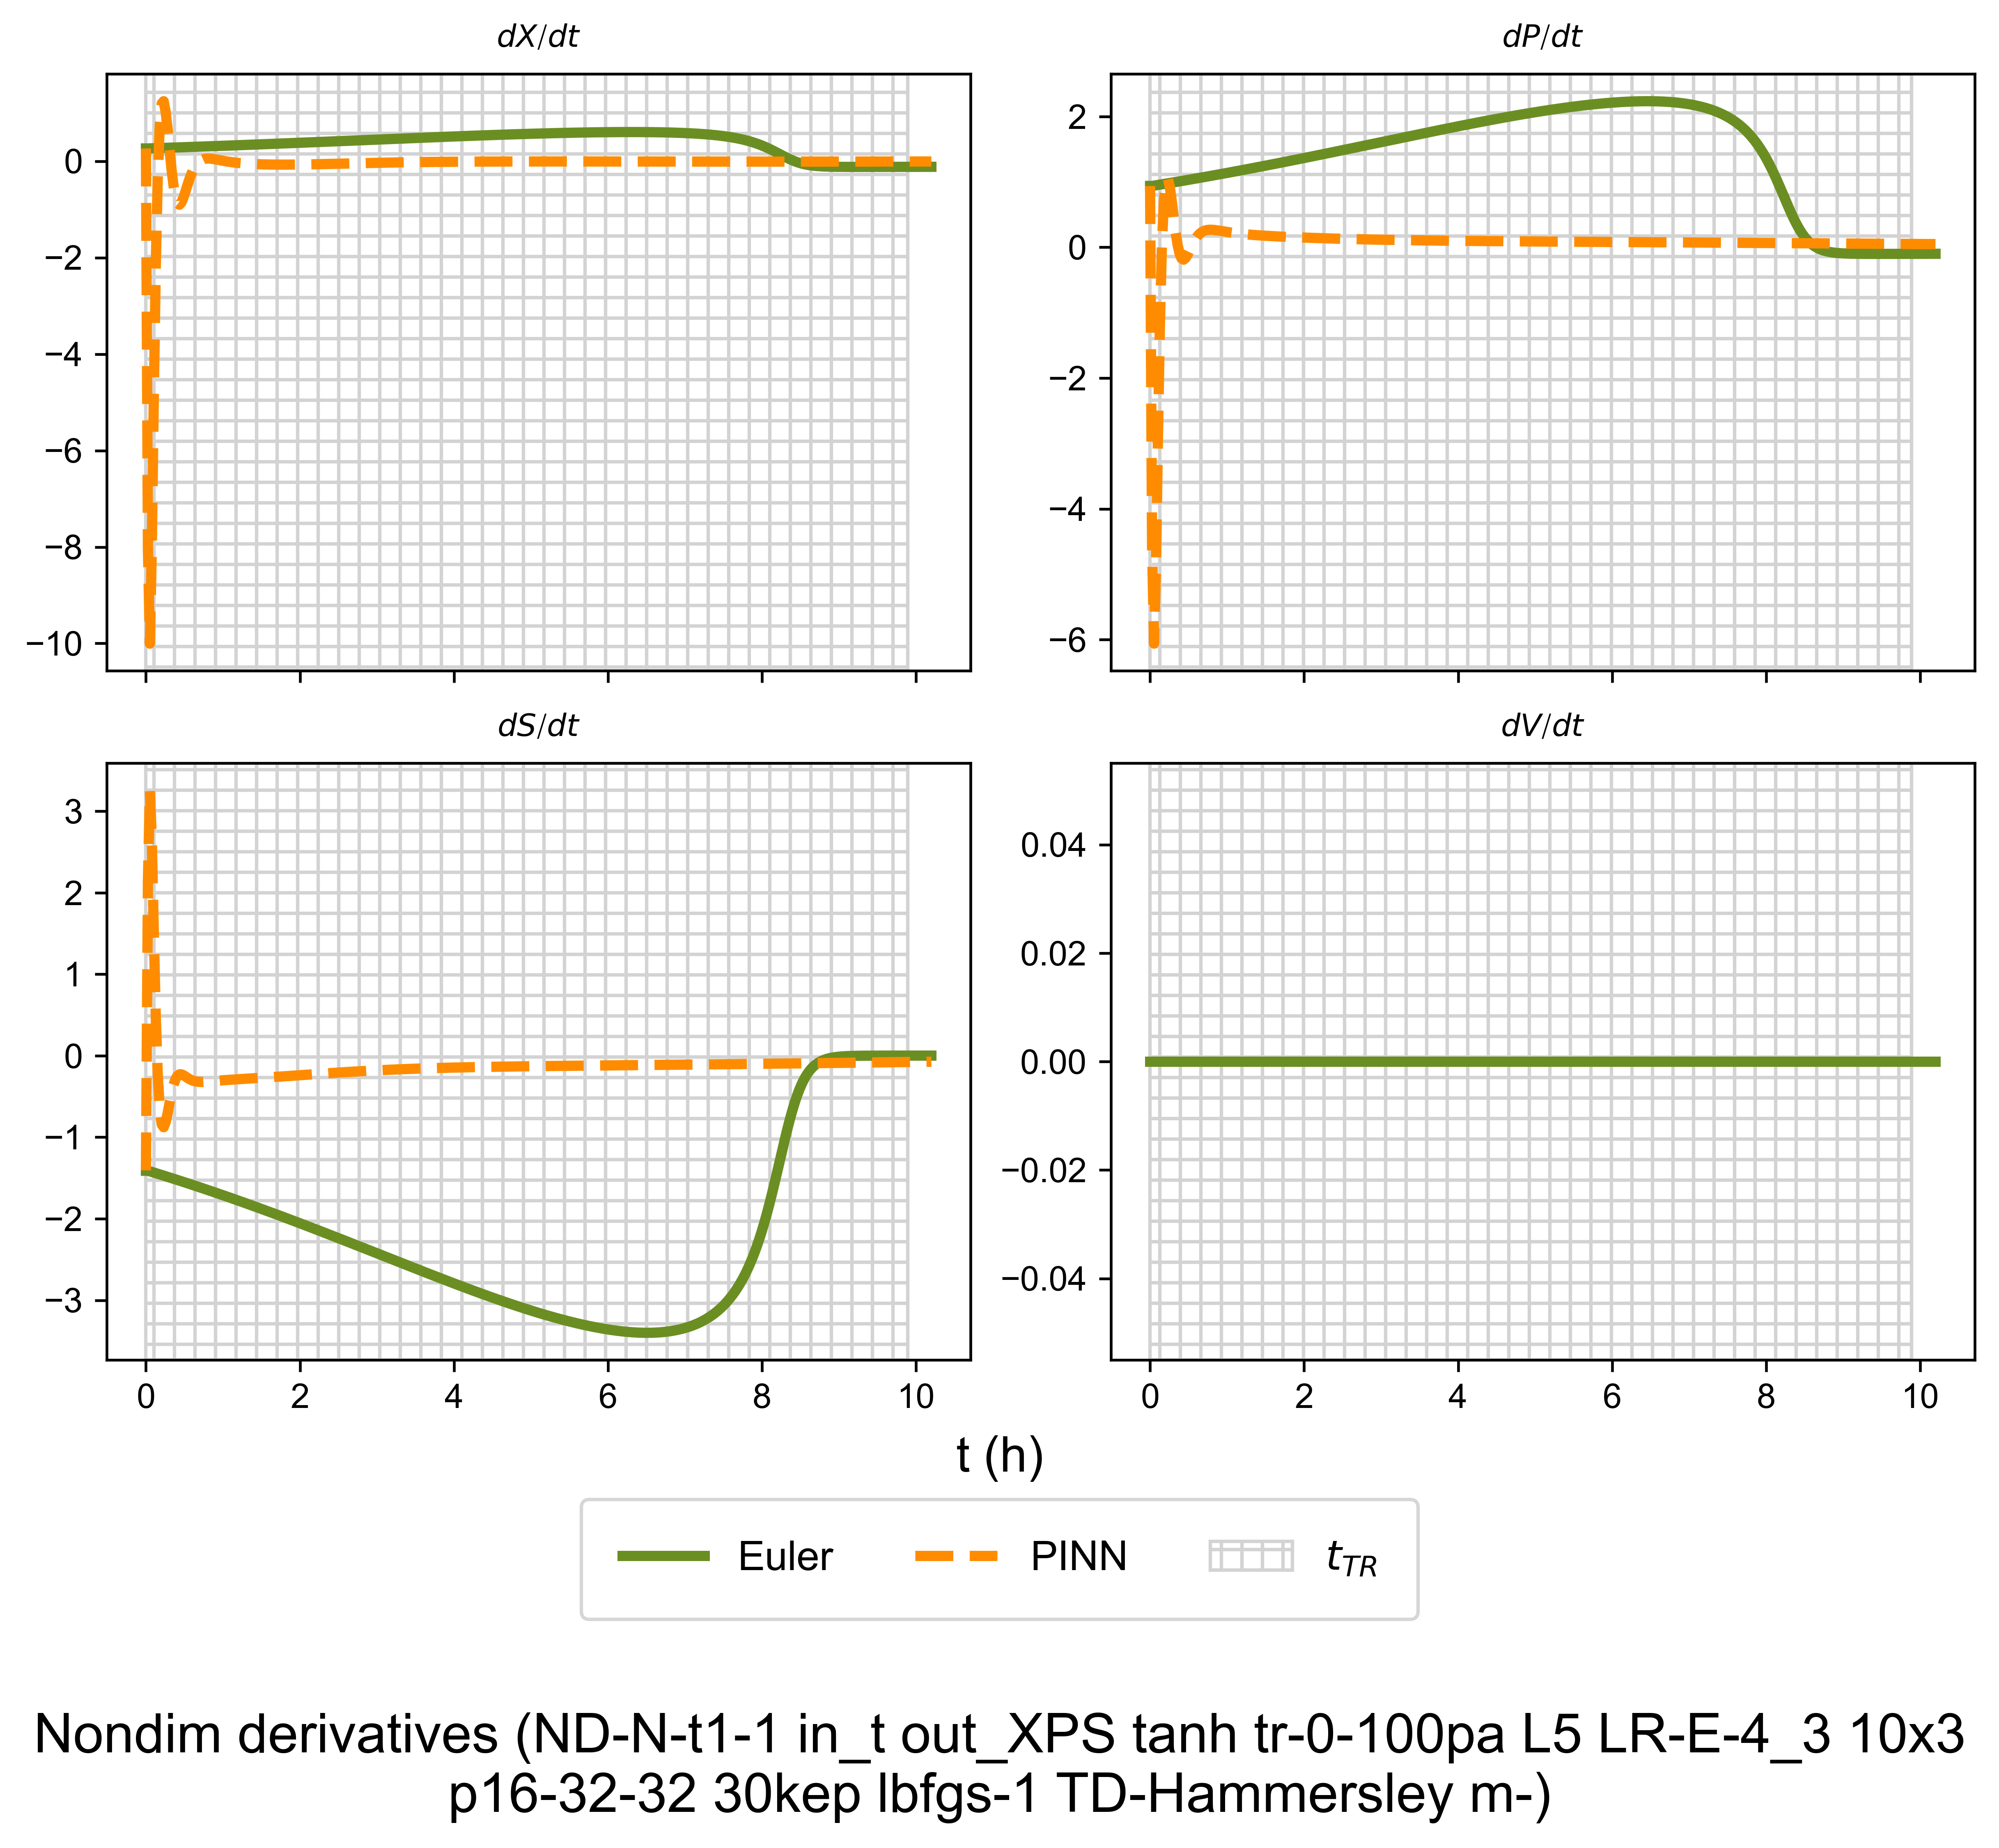 dX/dt
dP/dt
0
−2
−4
−6
−8
−10
2
0
−2
−4
−6
dS/dt
dV/dt
3
2
1
0
−1
−2
−3
0.04
0.02
0.00
−0.02
−0.04
0 2 4 6 8 10
0 2 4 6 8 10
t (h)
Euler PINN t_{TR}
Nondim derivatives (ND-N-t1-1 in_t out_XPS tanh tr-0-100pa L5 LR-E-4_3 10x3
p16-32-32 30kep lbfgs-1 TD-Hammersley m-)